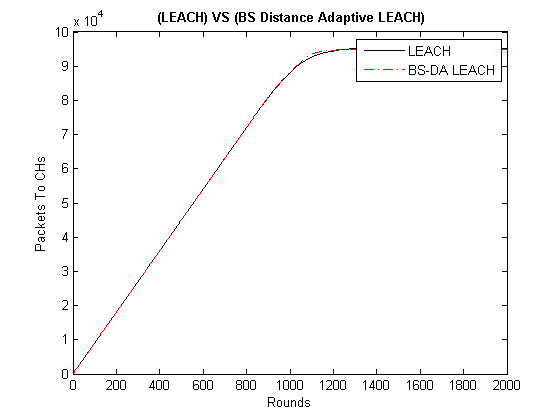 (LEACH) VS (BS Distance Adaptive LEACH)
x 10^4
10
9
8
7
6
5
4
3
2
1
0
Packets To CHs
LEACH
BS-DA LEACH
0 200 400 600 800 1000 1200 1400 1600 1800 2000
Rounds